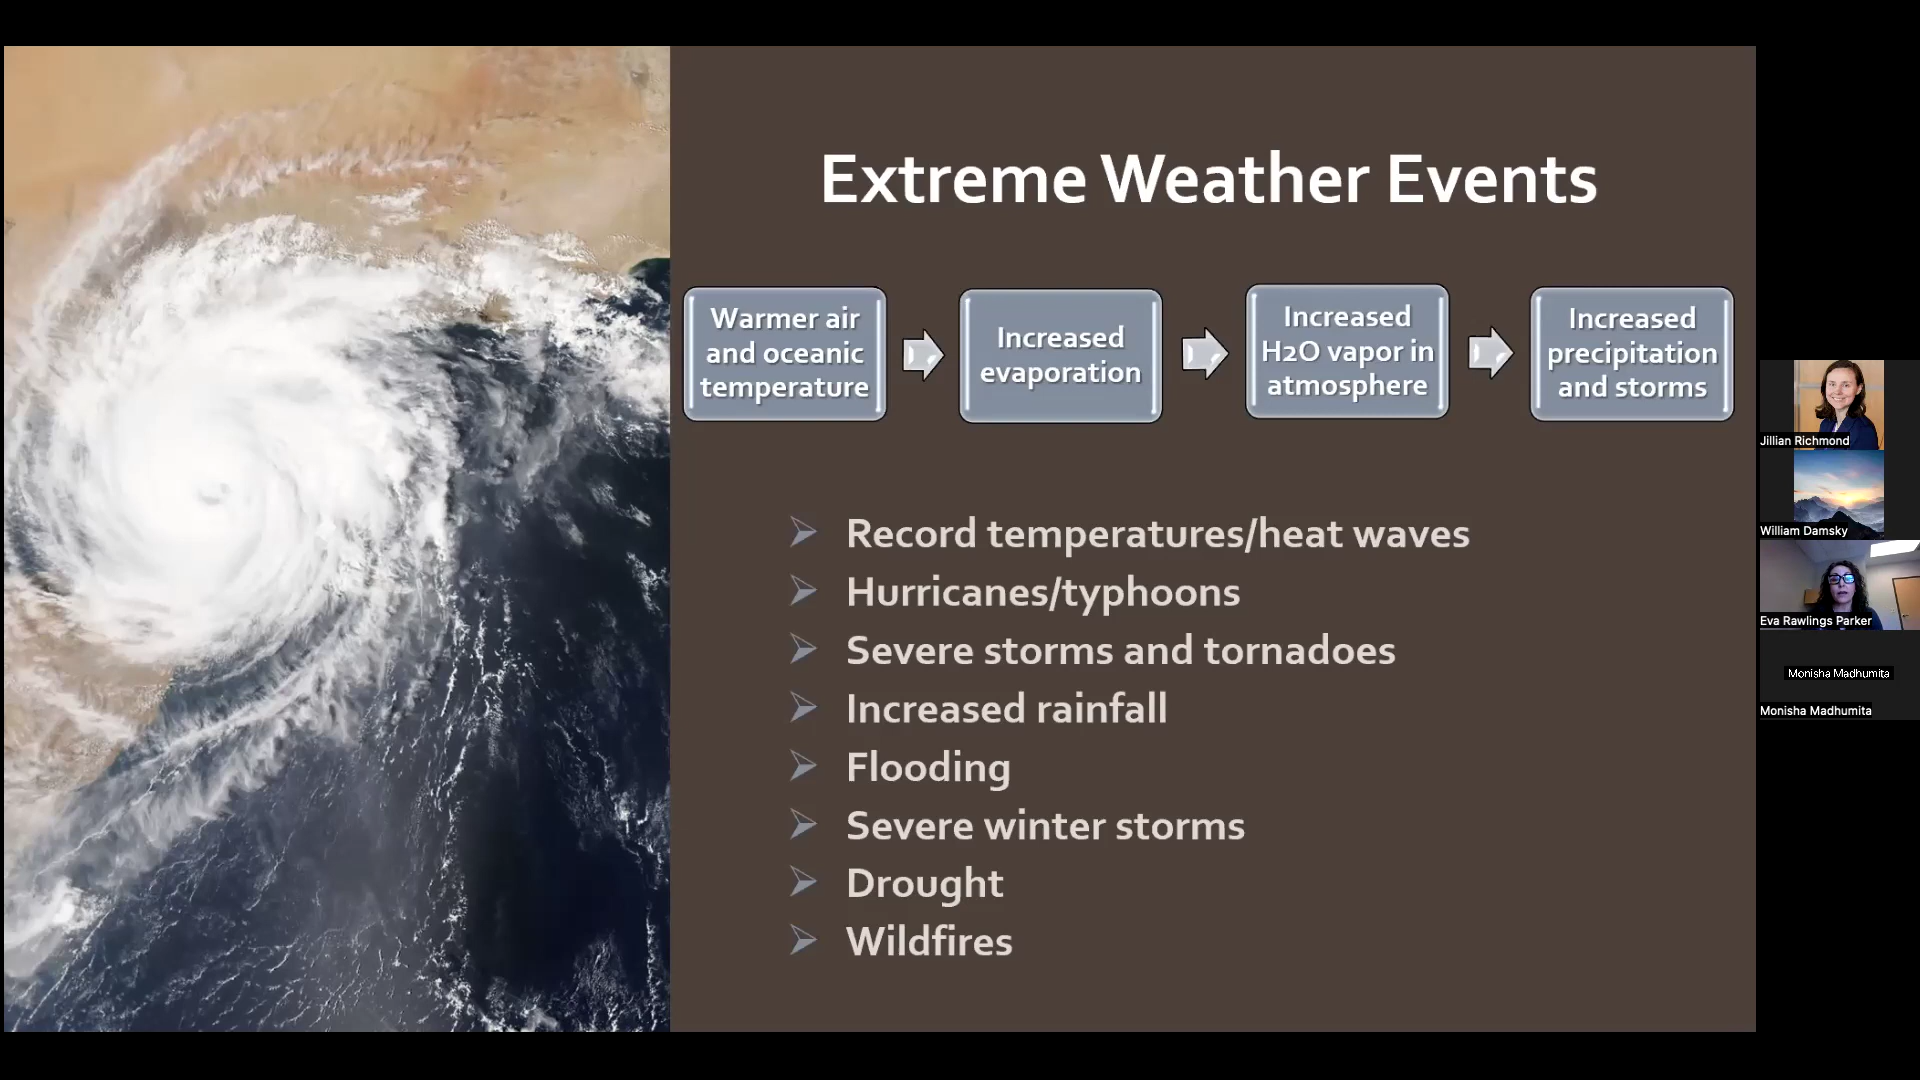 Extreme Weather Events
Warmer air
and oceanic
temperature
Increased
evaporation
Increased
H2O vapor in
atmosphere
Increased
precipitation
and storms
Record temperatures/heat waves
Hurricanes/typhoons
Severe storms and tornadoes
Increased rainfall
Flooding
Severe winter storms
Drought
Wildfires
Jillian Richmond
William Damsky
Eva Rawlings Parker
Monisha Madhumita
Monisha Madhumita